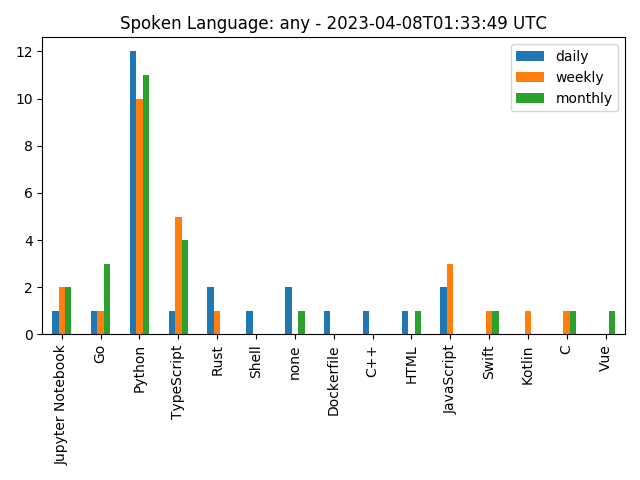 Spoken Language: any - 2023-04-08T01:33:49 UTC
daily
weekly
monthly
12
10
8
6
4
2
0
Jupyter Notebook
Go
Python
TypeScript
Rust
Shell
none
Dockerfile
C++
HTML
JavaScript
Swift
Kotlin
C
Vue